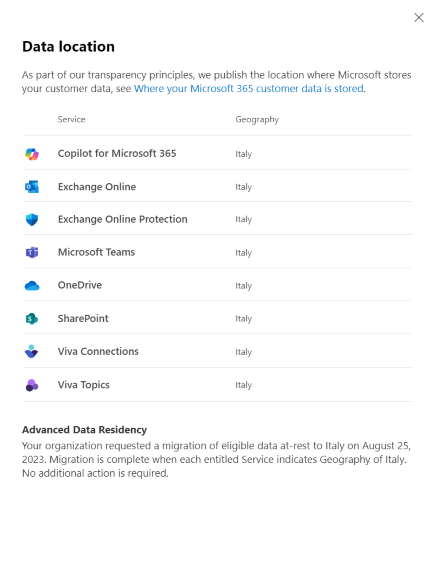 Data location
As part of our transparency principles, we publish the location where Microsoft stores
your customer data, see Where your Microsoft 365 customer data is stored.
Service Geography
Copilot for Microsoft 365 Italy
Exchange Online Italy
Exchange Online Protection Italy
Microsoft Teams Italy
OneDrive Italy
SharePoint Italy
Viva Connections Italy
Viva Topics Italy
Advanced Data Residency
Your organization requested a migration of eligible data at-rest to Italy on August 25,
2023. Migration is complete when each entitled Service indicates Geography of Italy.
No additional action is required.